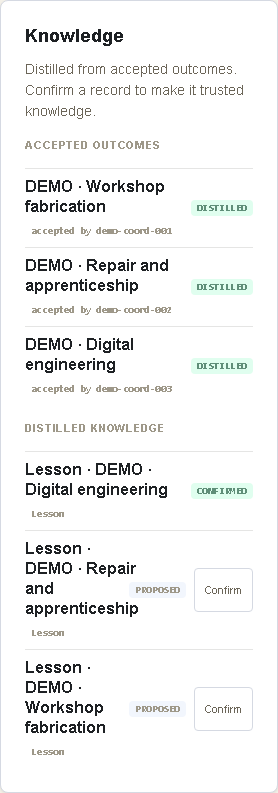 Knowledge
Distilled from accepted outcomes.
Confirm a record to make it trusted
knowledge.
ACCEPTED OUTCOMES
DEMO · Workshop
fabrication
DISTILLED
accepted by demo-coord-001
DEMO · Repair and
apprenticeship
DISTILLED
accepted by demo-coord-002
DEMO · Digital
engineering
DISTILLED
accepted by demo-coord-003
DISTILLED KNOWLEDGE
Lesson · DEMO ·
Digital engineering
CONFIRMED
Lesson
Lesson ·
DEMO · Repair
and
apprenticeship
PROPOSED
Confirm
Lesson
Lesson ·
DEMO ·
Workshop
fabrication
PROPOSED
Confirm
Lesson